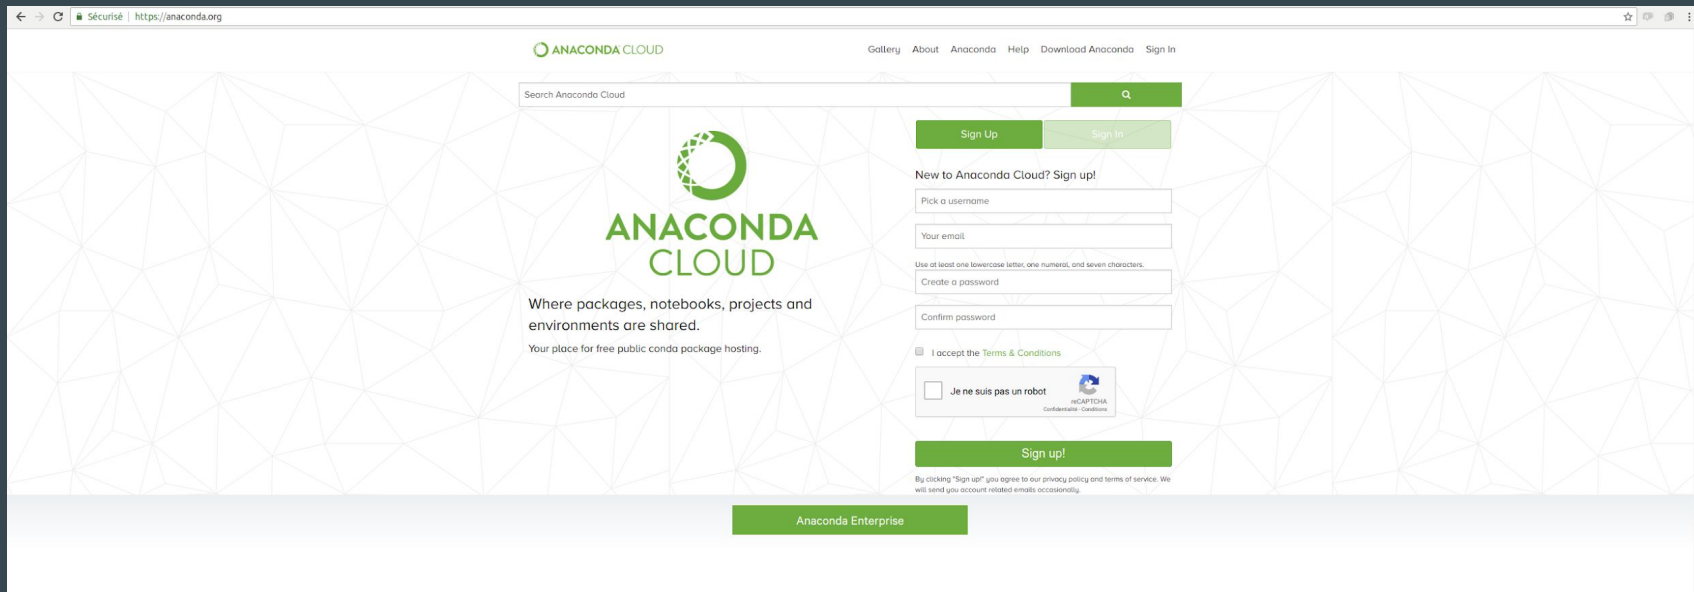 Sécurisé | https://anaconda.org
ANACONDA CLOUD
Gallery About Anaconda Help Download Anaconda Sign In
Search Anaconda Cloud
Sign Up Sign In
ANACONDA
CLOUD
Where packages, notebooks, projects and
environments are shared.
Your place for free public conda package hosting.
New to Anaconda Cloud? Sign up!
Pick a username
Your email
Use at least one lowercase letter, one numeral, and seven characters.
Create a password
Confirm password
I accept the Terms & Conditions
Je ne suis pas un robot
reCAPTCHA
Confidentialité - Conditions
Sign up!
By clicking "Sign up!" you agree to our privacy policy and terms of service. We
will send you account related emails occasionally.
Anaconda Enterprise